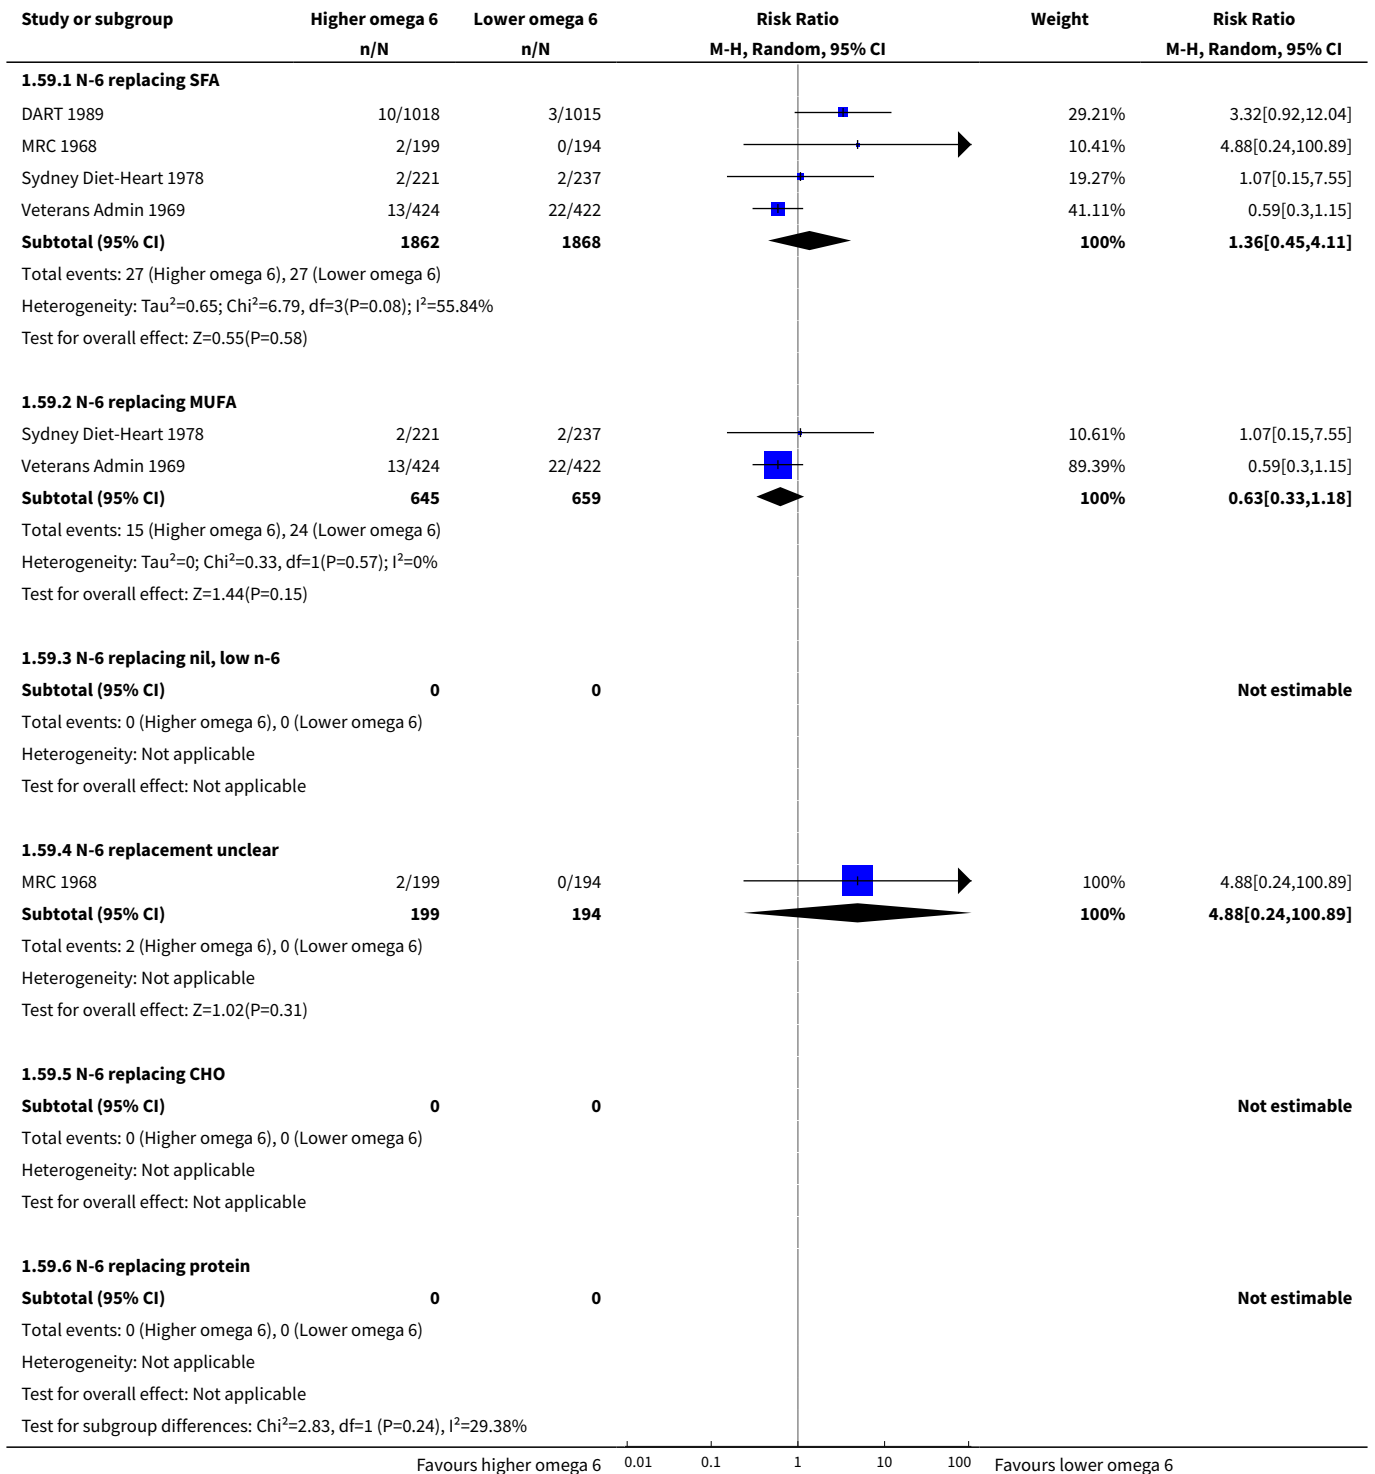 Study or subgroup Higher omega 6 Lower omega 6 Risk Ratio Weight Risk Ratio
n/N n/N M-H, Random, 95% CI M-H, Random, 95% CI
1.59.1 N-6 replacing SFA
DART 1989 10/1018 3/1015 29.21% 3.32[0.92,12.04]
MRC 1968 2/199 0/194 10.41% 4.88[0.24,100.89]
Sydney Diet-Heart 1978 2/221 2/237 19.27% 1.07[0.15,7.55]
Veterans Admin 1969 13/424 22/422 41.11% 0.59[0.3,1.15]
Subtotal (95% CI) 1862 1868 100% 1.36[0.45,4.11]
Total events: 27 (Higher omega 6), 27 (Lower omega 6)
Heterogeneity: Tau²=0.65; Chi²=6.79, df=3(P=0.08); I²=55.84%
Test for overall effect: Z=0.55(P=0.58)
1.59.2 N-6 replacing MUFA
Sydney Diet-Heart 1978 2/221 2/237 10.61% 1.07[0.15,7.55]
Veterans Admin 1969 13/424 22/422 89.39% 0.59[0.3,1.15]
Subtotal (95% CI) 645 659 100% 0.63[0.33,1.18]
Total events: 15 (Higher omega 6), 24 (Lower omega 6)
Heterogeneity: Tau²=0; Chi²=0.33, df=1(P=0.57); I²=0%
Test for overall effect: Z=1.44(P=0.15)
1.59.3 N-6 replacing nil, low n-6
Subtotal (95% CI) 0 0 Not estimable
Total events: 0 (Higher omega 6), 0 (Lower omega 6)
Heterogeneity: Not applicable
Test for overall effect: Not applicable
1.59.4 N-6 replacement unclear
MRC 1968 2/199 0/194 100% 4.88[0.24,100.89]
Subtotal (95% CI) 199 194 100% 4.88[0.24,100.89]
Total events: 2 (Higher omega 6), 0 (Lower omega 6)
Heterogeneity: Not applicable
Test for overall effect: Z=1.02(P=0.31)
1.59.5 N-6 replacing CHO
Subtotal (95% CI) 0 0 Not estimable
Total events: 0 (Higher omega 6), 0 (Lower omega 6)
Heterogeneity: Not applicable
Test for overall effect: Not applicable
1.59.6 N-6 replacing protein
Subtotal (95% CI) 0 0 Not estimable
Total events: 0 (Higher omega 6), 0 (Lower omega 6)
Heterogeneity: Not applicable
Test for overall effect: Not applicable
Test for subgroup differences: Chi²=2.83, df=1 (P=0.24), I²=29.38%
Favours higher omega 6 0.01 0.1 1 10 100 Favours lower omega 6